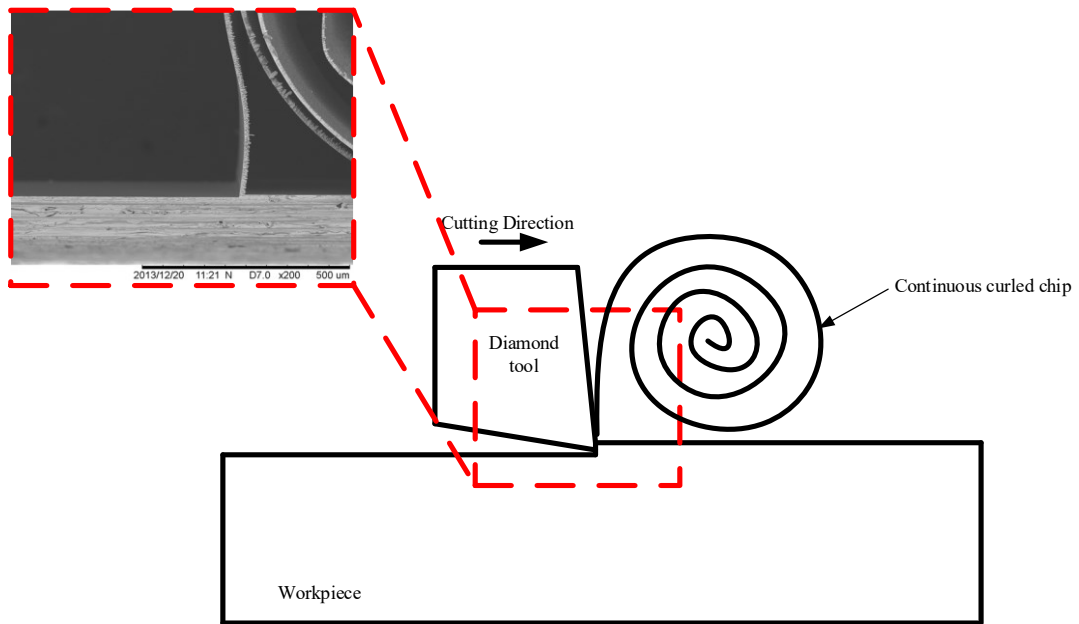 2013/12/20 11:21 N D7.0 x200 500 um
Cutting Direction
Continuous curled chip
Diamond
tool
Workpiece